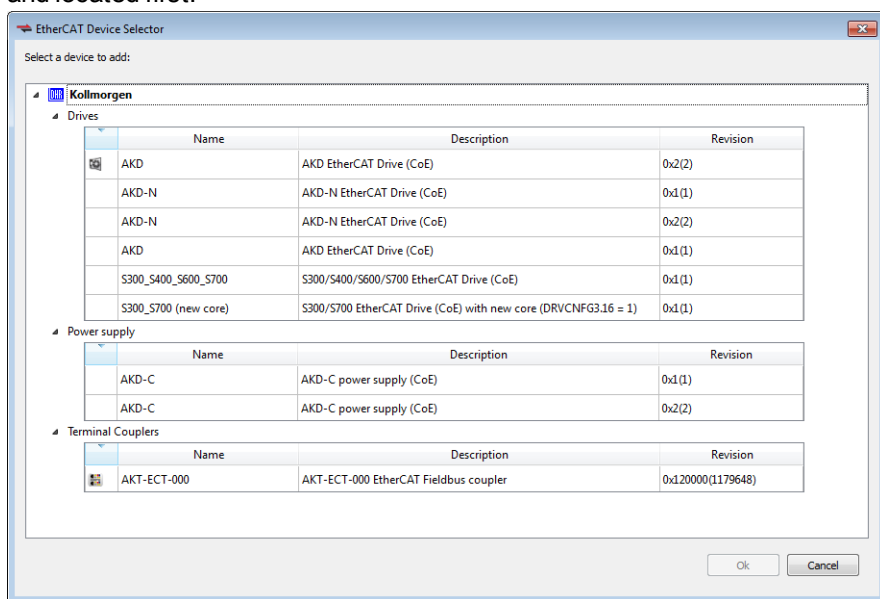 and located first.
EtherCAT Device Selector
Select a device to add:
DHR Kollmorgen
Drives
Name Description Revision
AKD AKD EtherCAT Drive (CoE) 0x2(2)
AKD-N AKD-N EtherCAT Drive (CoE) 0x1(1)
AKD-N AKD-N EtherCAT Drive (CoE) 0x2(2)
AKD AKD EtherCAT Drive (CoE) 0x1(1)
S300_S400_S600_S700 S300/S400/S600/S700 EtherCAT Drive (CoE) 0x1(1)
S300_S700 (new core) S300/S700 EtherCAT Drive (CoE) with new core (DRVCNFG3.16 = 1) 0x1(1)
Power supply
Name Description Revision
AKD-C AKD-C power supply (CoE) 0x1(1)
AKD-C AKD-C power supply (CoE) 0x2(2)
Terminal Couplers
Name Description Revision
AKT-ECT-000 AKT-ECT-000 EtherCAT Fieldbus coupler 0x120000(1179648)
Ok Cancel